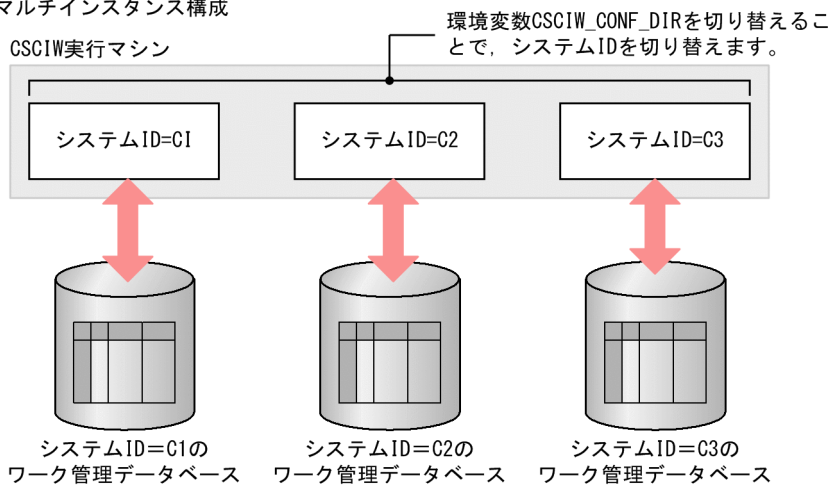 マルチインスタンス構成
環境変数CSCIW_CONF_DIRを切り替えるこ
とで，システムIDを切り替えます。
CSCIW実行マシン
システムID=CI
システムID=C2
システムID=C3
システムID＝C1の
ワーク管理データベース
システムID＝C2の
ワーク管理データベース
システムID＝C3の
ワーク管理データベース